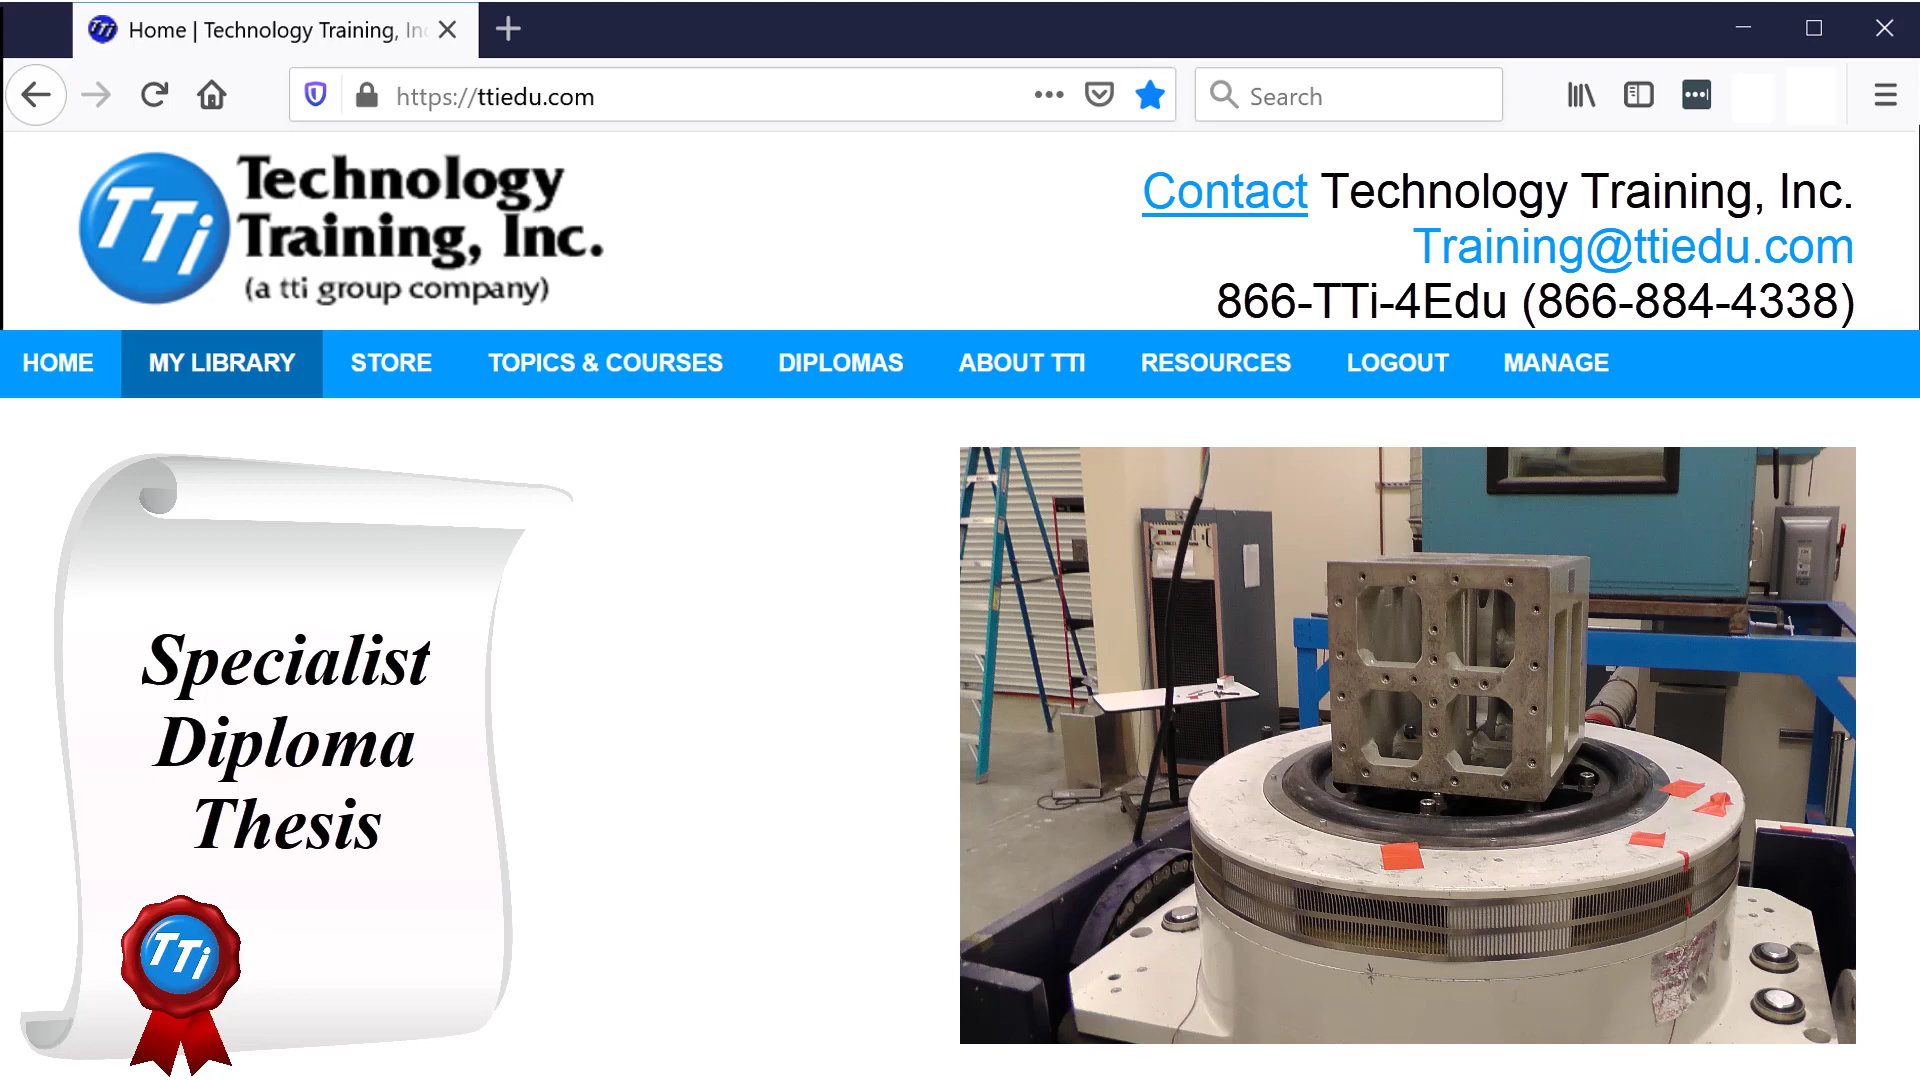 TTi Home | Technology Training, Inc
https://ttiedu.com
Search
TTi
Technology
Training, Inc.
(a tti group company)
Contact Technology Training, Inc.
Training@ttiedu.com
866-TTi-4Edu (866-884-4338)
HOME MY LIBRARY STORE TOPICS & COURSES DIPLOMAS ABOUT TTI RESOURCES LOGOUT MANAGE
Specialist
Diploma
Thesis
TTi